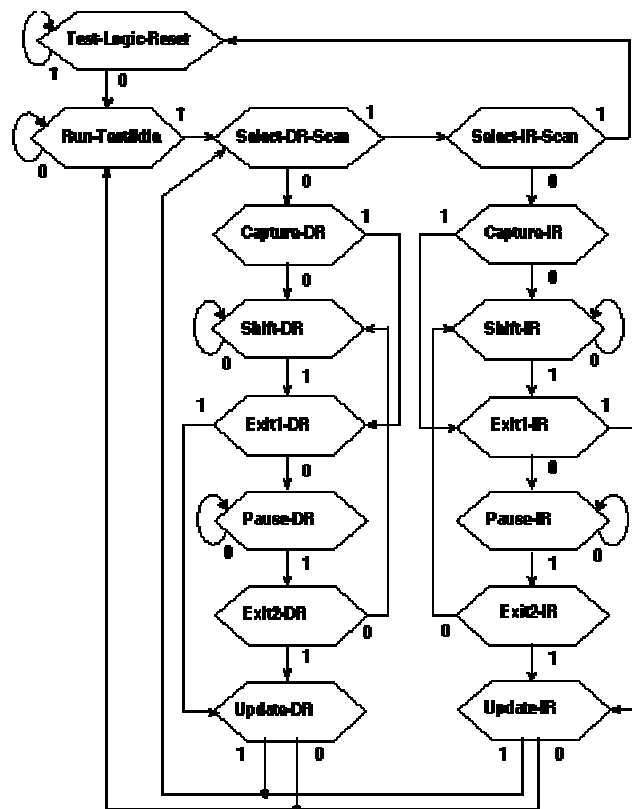 Test-Logic-Reset
1
0
Run-Test/Idle
1
0
Select-DR-Scan
1
0
Select-IR-Scan
1
0
Capture-DR
1
0
1
Capture-IR
0
Shift-DR
0
1
Shift-IR
0
1
1
Exit1-DR
0
Exit1-IR
1
0
Pause-DR
0
1
Pause-IR
0
1
Exit2-DR
0
1
Exit2-IR
0
1
Update-DR
1
0
Update-IR
1
0